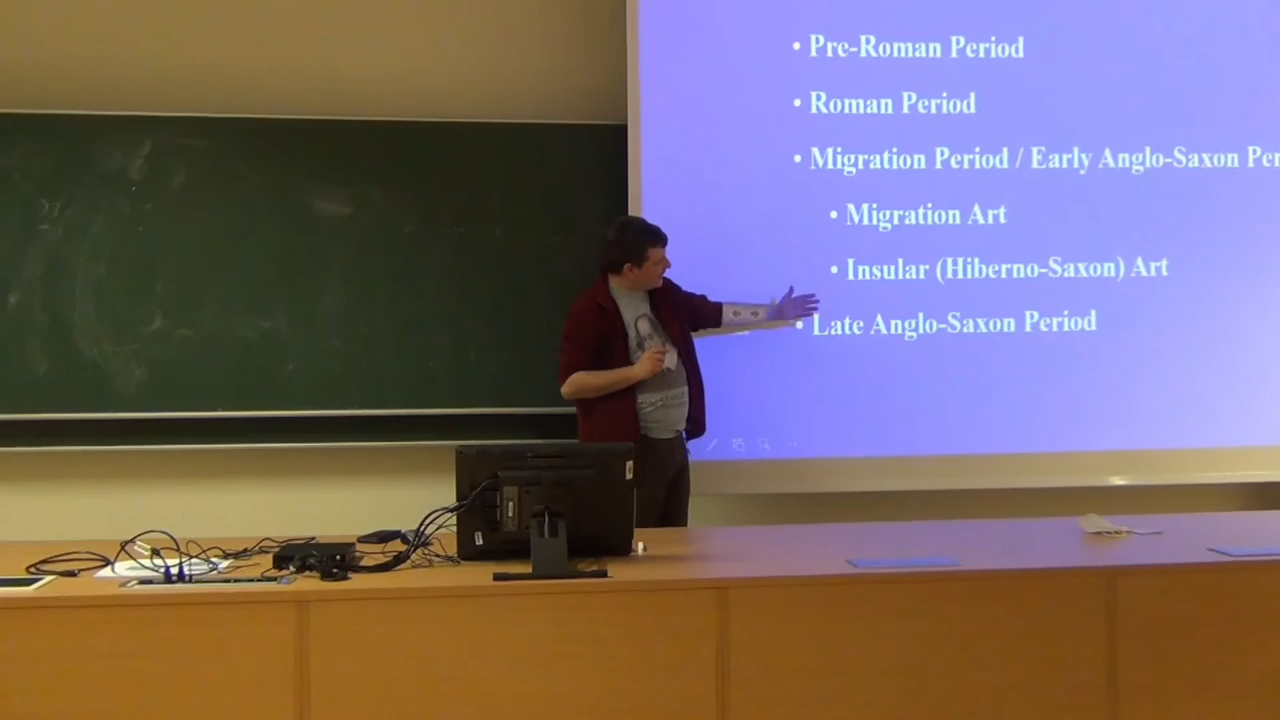 • Pre-Roman Period
• Roman Period
• Migration Period / Early Anglo-Saxon Per
• Migration Art
• Insular (Hiberno-Saxon) Art
• Late Anglo-Saxon Period